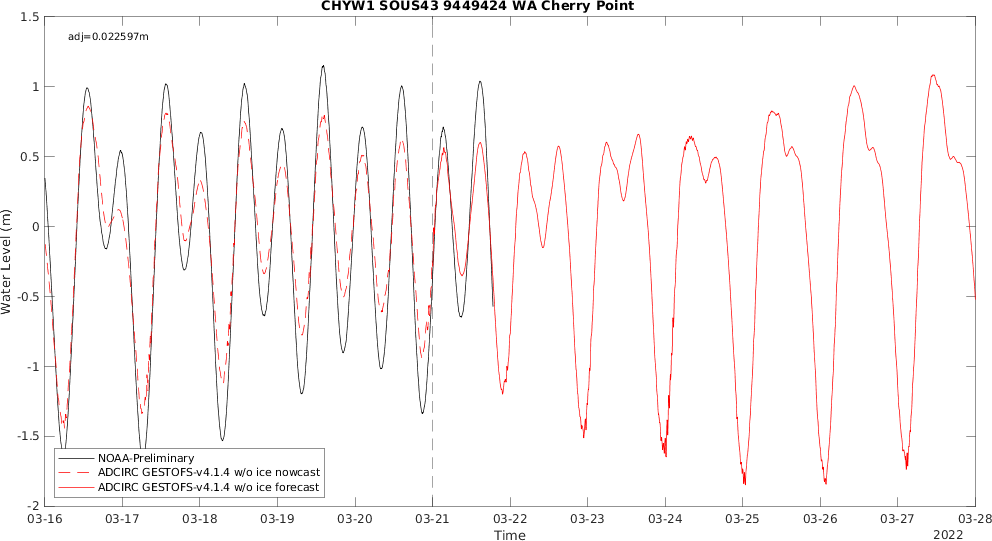 CHYW1 SOUS43 9449424 WA Cherry Point
adj=0.022597m
1.5
1
0.5
0
-0.5
-1
-1.5
-2
Water Level (m)
NOAA-Preliminary
ADCIRC GESTOFS-v4.1.4 w/o ice nowcast
ADCIRC GESTOFS-v4.1.4 w/o ice forecast
03-16 03-17 03-18 03-19 03-20 03-21 03-22 03-23 03-24 03-25 03-26 03-27 03-28
Time
2022